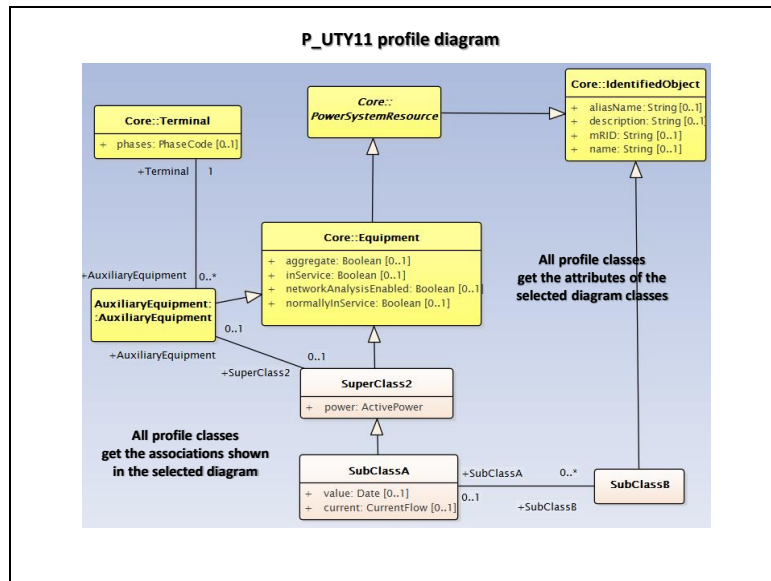 P_UTY11 profile diagram
Core::IdentifiedObject
+ aliasName: String [0..1]
+ description: String [0..1]
+ mRID: String [0..1]
+ name: String [0..1]
Core::
PowerSystemResource
Core::Terminal
+ phases: PhaseCode [0..1]
+Terminal 1
Core::Equipment
+ aggregate: Boolean [0..1]
+ inService: Boolean [0..1]
+ networkAnalysisEnabled: Boolean [0..1]
+ normallyInService: Boolean [0..1]
All profile classes
get the attributes of the
selected diagram classes
+AuxiliaryEquipment 0..*
AuxiliaryEquipment:
:AuxiliaryEquipment
0..1
+AuxiliaryEquipment
0..1
+SuperClass2
SuperClass2
+ power: ActivePower
All profile classes
get the associations shown
in the selected diagram
SubClassA
+ value: Date [0..1]
+ current: CurrentFlow [0..1]
+SubClassA 0..*
0..1
+SubClassB
SubClassB